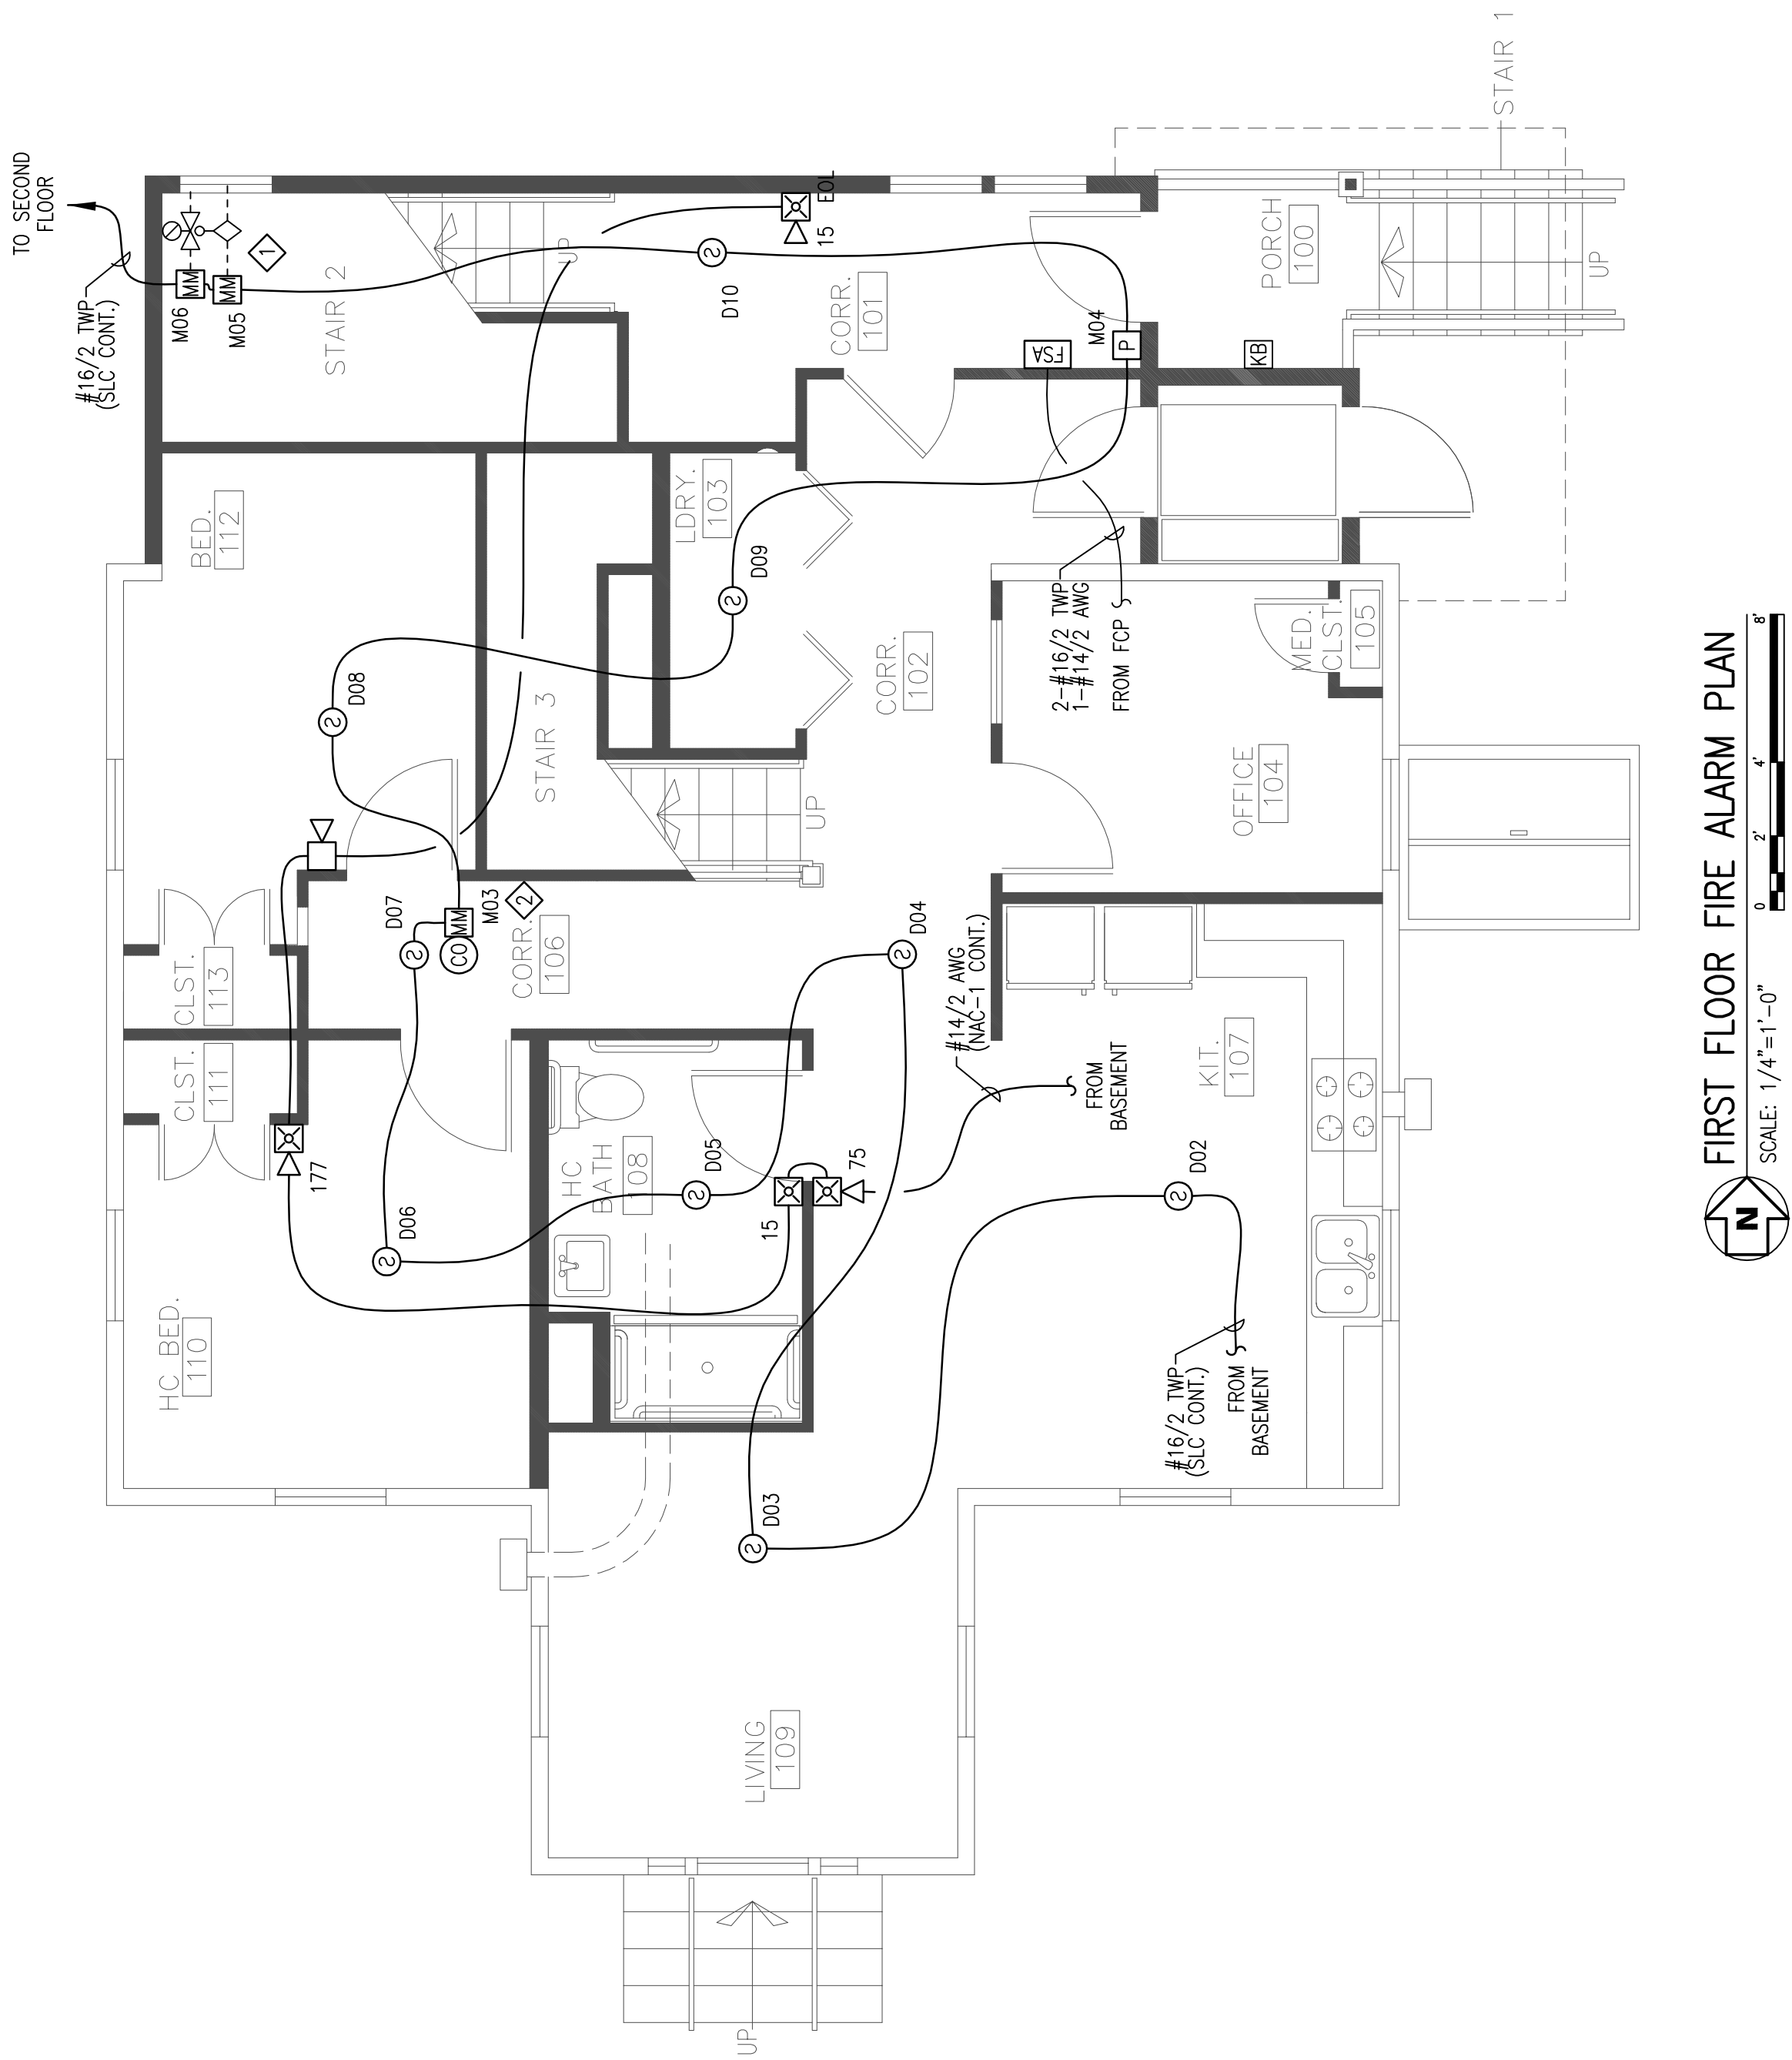 TO SECOND
FLOOR
#16/2 TWP
(SLC CONT.)
M06
MM
MM
M05
1
STAIR 2
UP
15
EOL
S
D10
CORR.
101
M04
P
FSA
KB
PORCH
100
UP
STAIR 1
BED.
112
LDRY.
103
S
D09
S
D08
STAIR 3
UP
CORR.
102
2-#16/2 TWP
1-#14/2 AWG
FROM FCP
MED.
CLST.
105
OFFICE
104
CLST.
113
CLST.
111
D07
S
MM
CO
M03
2
CORR.
106
S
D04
#14/2 AWG
(NAC-1 CONT.)
FROM
BASEMENT
KIT.
107
177
HC BED.
110
S
D06
HC
BATH
108
S
D05
15
75
S
D02
#16/2 TWP
(SLC CONT.)
FROM
BASEMENT
S
D03
LIVING
109
UP
N
FIRST FLOOR FIRE ALARM PLAN
SCALE: 1/4"=1'-0"
0
2'
4'
8'